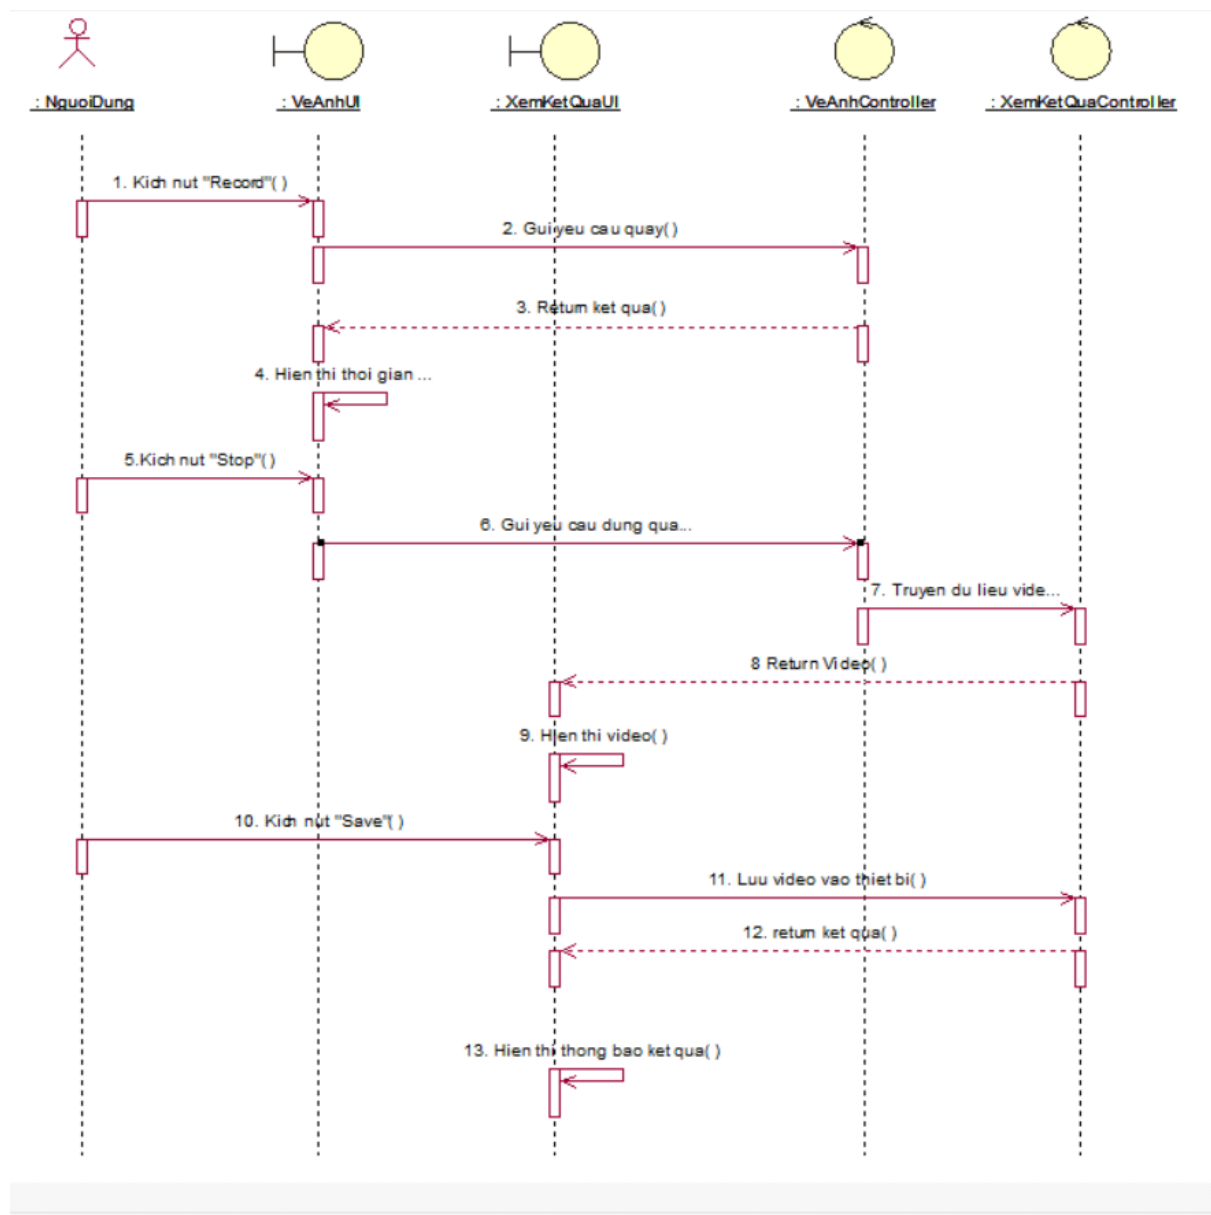 : NguoiDung
: VeAnhUI
: XemKetQuaUI
: VeAnhController
: XemKetQuaController
1. Kich nut "Record"( )
2. Gui yeu cau quay( )
3. Return ket qua( )
4. Hien thi thoi gian ...
5.Kich nut "Stop"( )
6. Gui yeu cau dung qua...
7. Truyen du lieu vide...
8 Return Video( )
9. Hien thi video( )
10. Kich nut "Save"( )
11. Luu video vao thiet bi( )
12. return ket qua( )
13. Hien thi thong bao ket qua( )